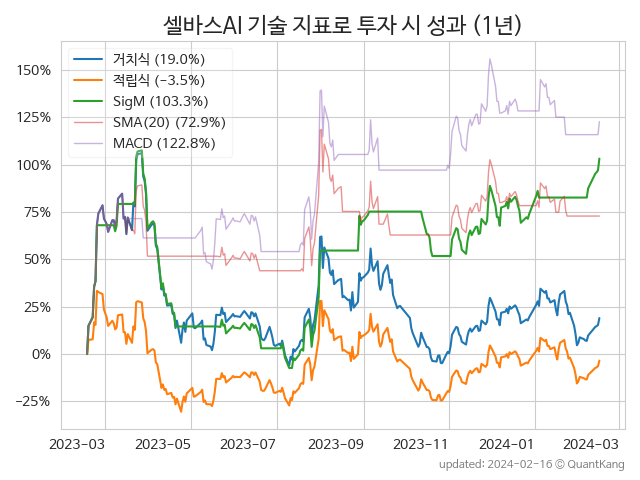 셀바스AI 기술 지표로 투자 시 성과 (1년)
거치식 (19.0%)
적립식 (−3.5%)
SigM (103.3%)
SMA(20) (72.9%)
MACD (122.8%)
150%
125%
100%
75%
50%
25%
0%
−25%
2023-03 2023-05 2023-07 2023-09 2023-11 2024-01 2024-03
updated: 2024-02-16 © QuantKang